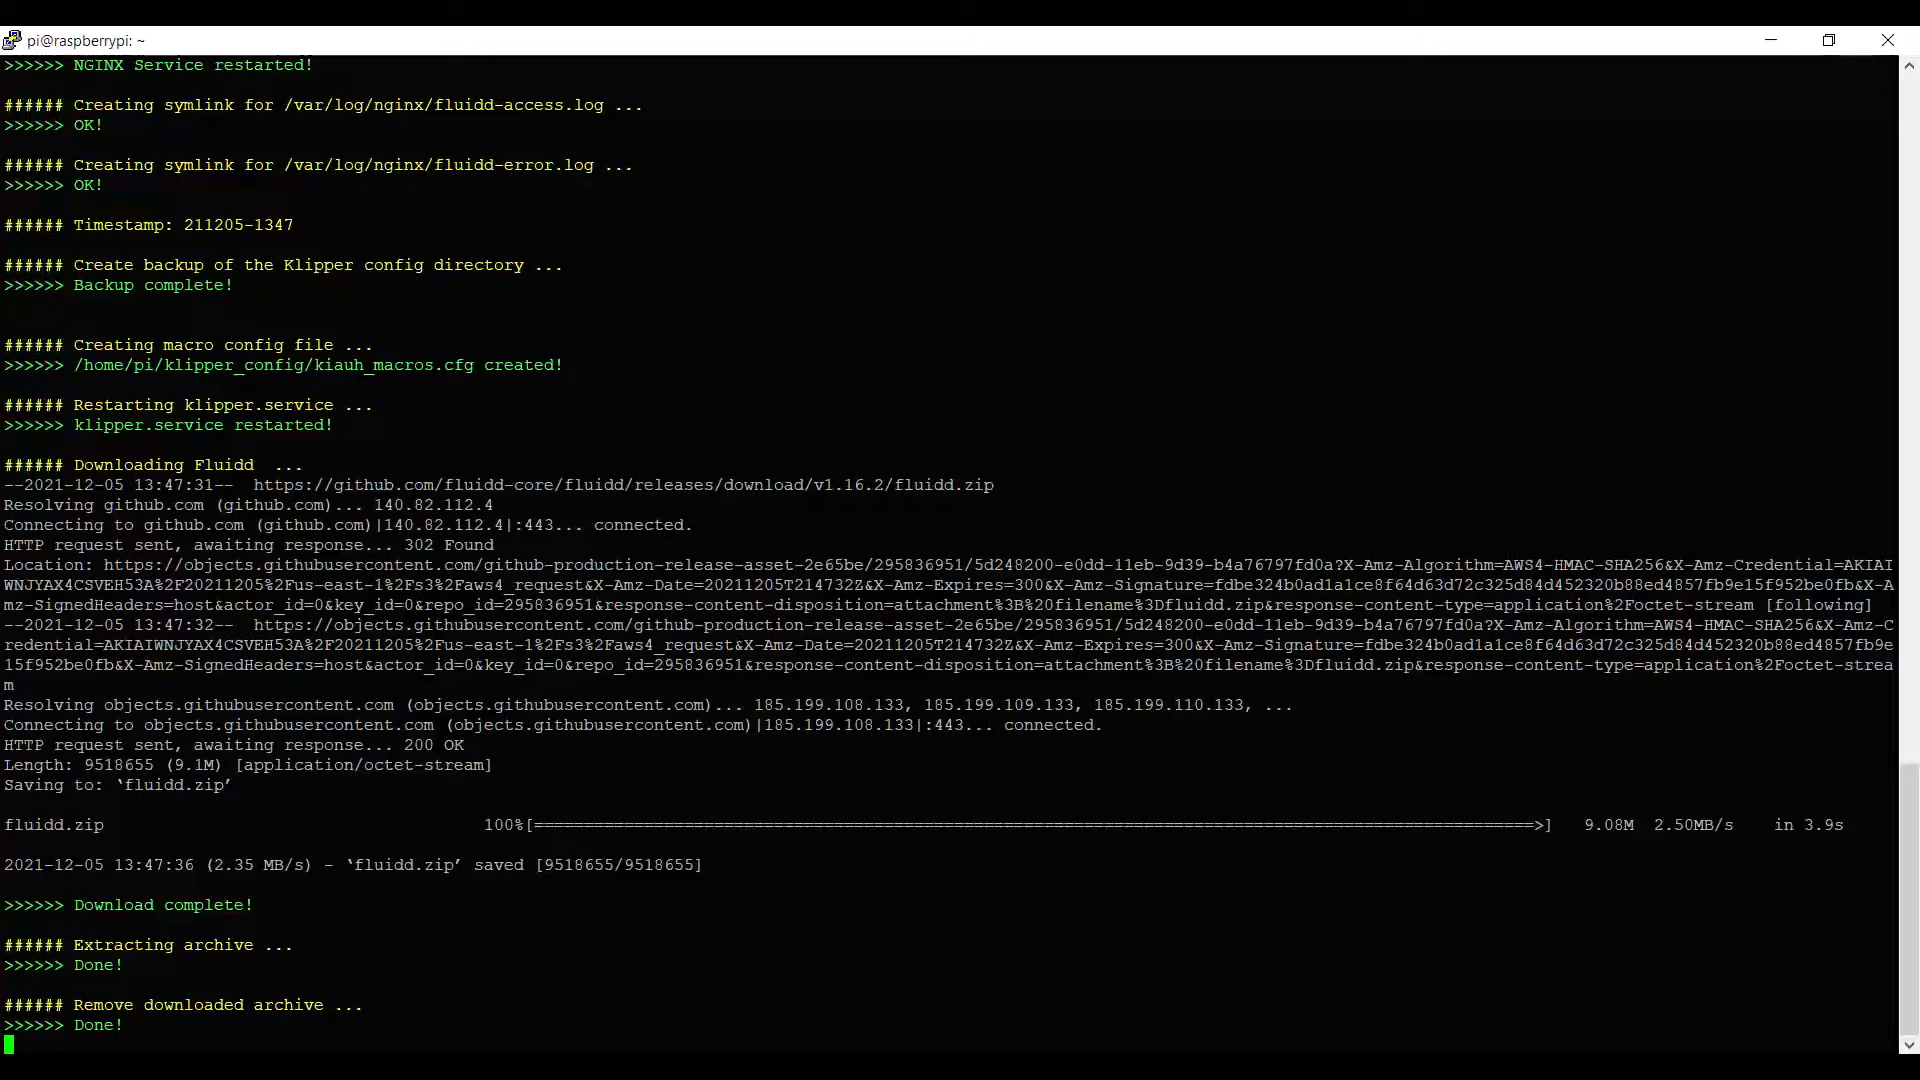 pi@raspberrypi: ~
>>>>>> NGINX Service restarted!
###### Creating symlink for /var/log/nginx/fluidd-access.log ...
>>>>>> OK!
###### Creating symlink for /var/log/nginx/fluidd-error.log ...
>>>>>> OK!
###### Timestamp: 211205-1347
###### Create backup of the Klipper config directory ...
>>>>>> Backup complete!
###### Creating macro config file ...
>>>>>> /home/pi/klipper_config/kiauh_macros.cfg created!
###### Restarting klipper.service ...
>>>>>> klipper.service restarted!
###### Downloading Fluidd  ...
--2021-12-05 13:47:31--  https://github.com/fluidd-core/fluidd/releases/download/v1.16.2/fluidd.zip
Resolving github.com (github.com)... 140.82.112.4
Connecting to github.com (github.com)|140.82.112.4|:443... connected.
HTTP request sent, awaiting response... 302 Found
Location: https://objects.githubusercontent.com/github-production-release-asset-2e65be/295836951/5d248200-e0dd-11eb-9d39-b4a76797fd0a?X-Amz-Algorithm=AWS4-HMAC-SHA256&X-Amz-Credential=AKIAI
WNJYAX4CSVEH53A%2F20211205%2Fus-east-1%2Fs3%2Faws4_request&X-Amz-Date=20211205T214732Z&X-Amz-Expires=300&X-Amz-Signature=fdbe324b0ad1a1ce8f64d63d72c325d84d452320b88ed4857fb9e15f952be0fb&X-A
mz-SignedHeaders=host&actor_id=0&key_id=0&repo_id=295836951&response-content-disposition=attachment%3B%20filename%3Dfluidd.zip&response-content-type=application%2Foctet-stream [following]
--2021-12-05 13:47:32--  https://objects.githubusercontent.com/github-production-release-asset-2e65be/295836951/5d248200-e0dd-11eb-9d39-b4a76797fd0a?X-Amz-Algorithm=AWS4-HMAC-SHA256&X-Amz-C
redential=AKIAIWNJYAX4CSVEH53A%2F20211205%2Fus-east-1%2Fs3%2Faws4_request&X-Amz-Date=20211205T214732Z&X-Amz-Expires=300&X-Amz-Signature=fdbe324b0ad1a1ce8f64d63d72c325d84d452320b88ed4857fb9e
15f952be0fb&X-Amz-SignedHeaders=host&actor_id=0&key_id=0&repo_id=295836951&response-content-disposition=attachment%3B%20filename%3Dfluidd.zip&response-content-type=application%2Foctet-strea
m
Resolving objects.githubusercontent.com (objects.githubusercontent.com)... 185.199.108.133, 185.199.109.133, 185.199.110.133, ...
Connecting to objects.githubusercontent.com (objects.githubusercontent.com)|185.199.108.133|:443... connected.
HTTP request sent, awaiting response... 200 OK
Length: 9518655 (9.1M) [application/octet-stream]
Saving to: ‘fluidd.zip’
fluidd.zip 100%[====================================================================================================>] 9.08M 2.50MB/s in 3.9s
2021-12-05 13:47:36 (2.35 MB/s) - ‘fluidd.zip’ saved [9518655/9518655]
>>>>>> Download complete!
###### Extracting archive ...
>>>>>> Done!
###### Remove downloaded archive ...
>>>>>> Done!